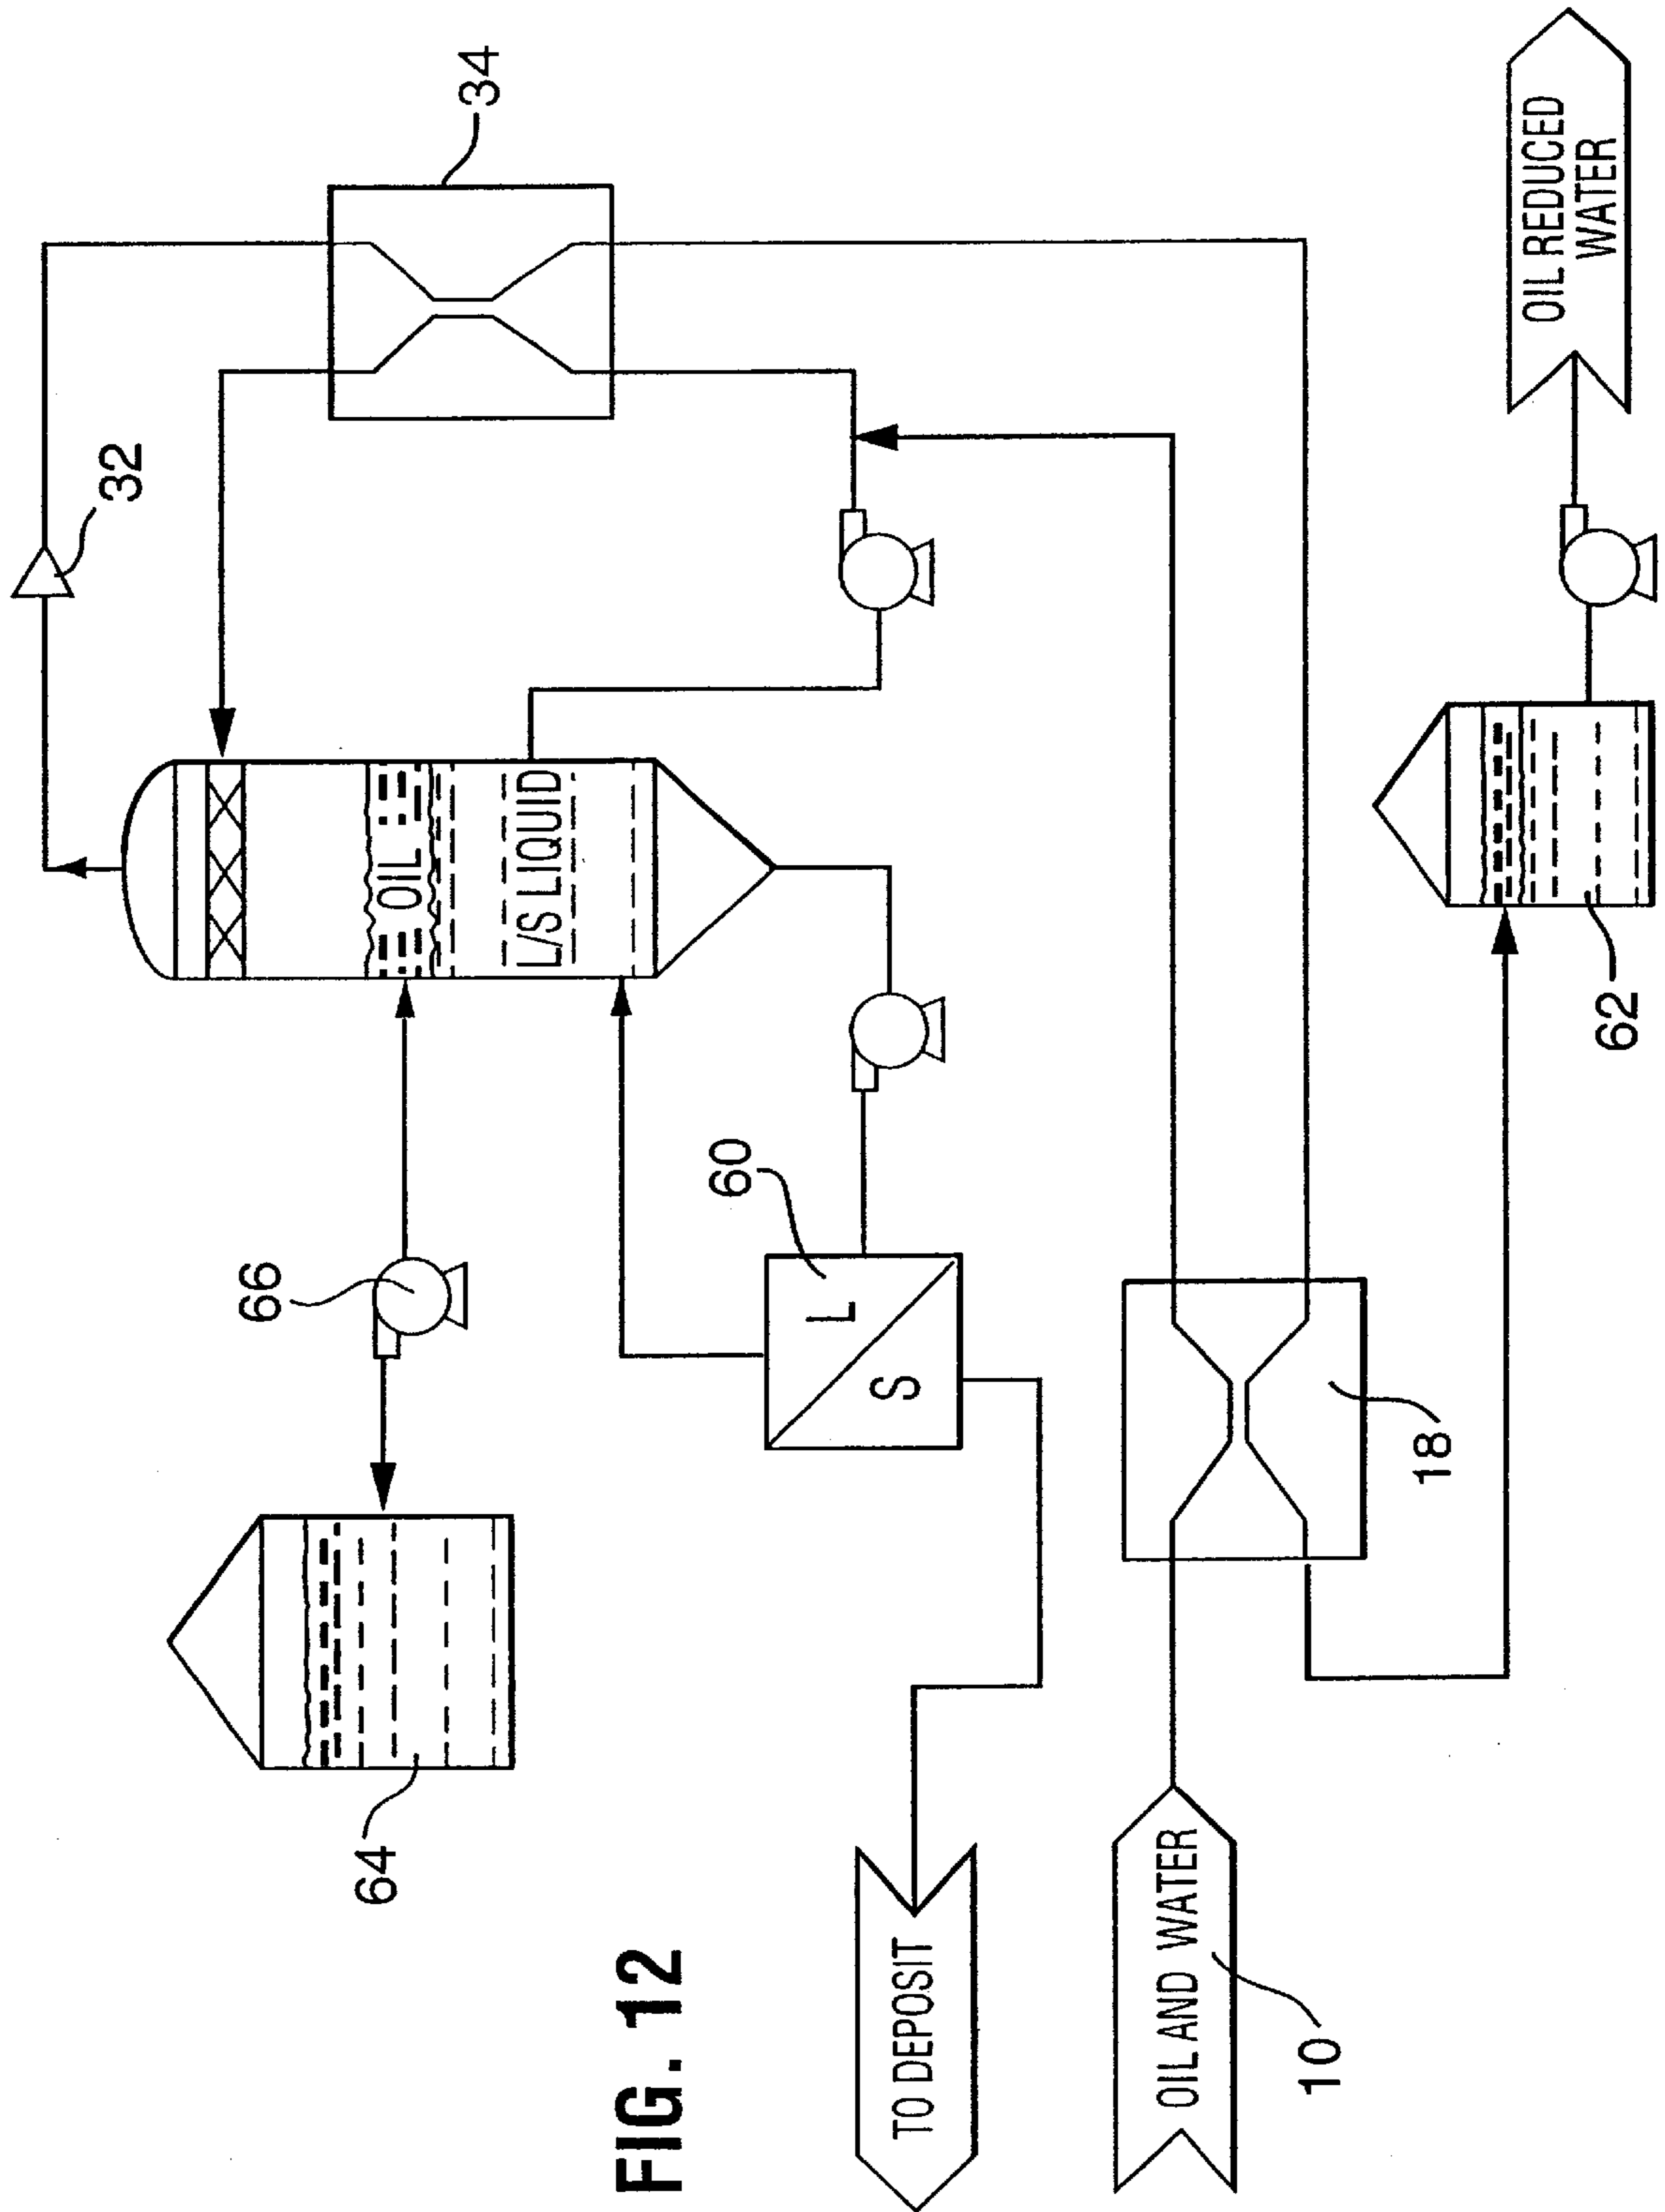 FIG. 12
64
66
32
34
OIL
L/S LIQUID
60
L
S
TO DEPOSIT
OIL AND WATER
10
18
62
OIL REDUCED
WATER